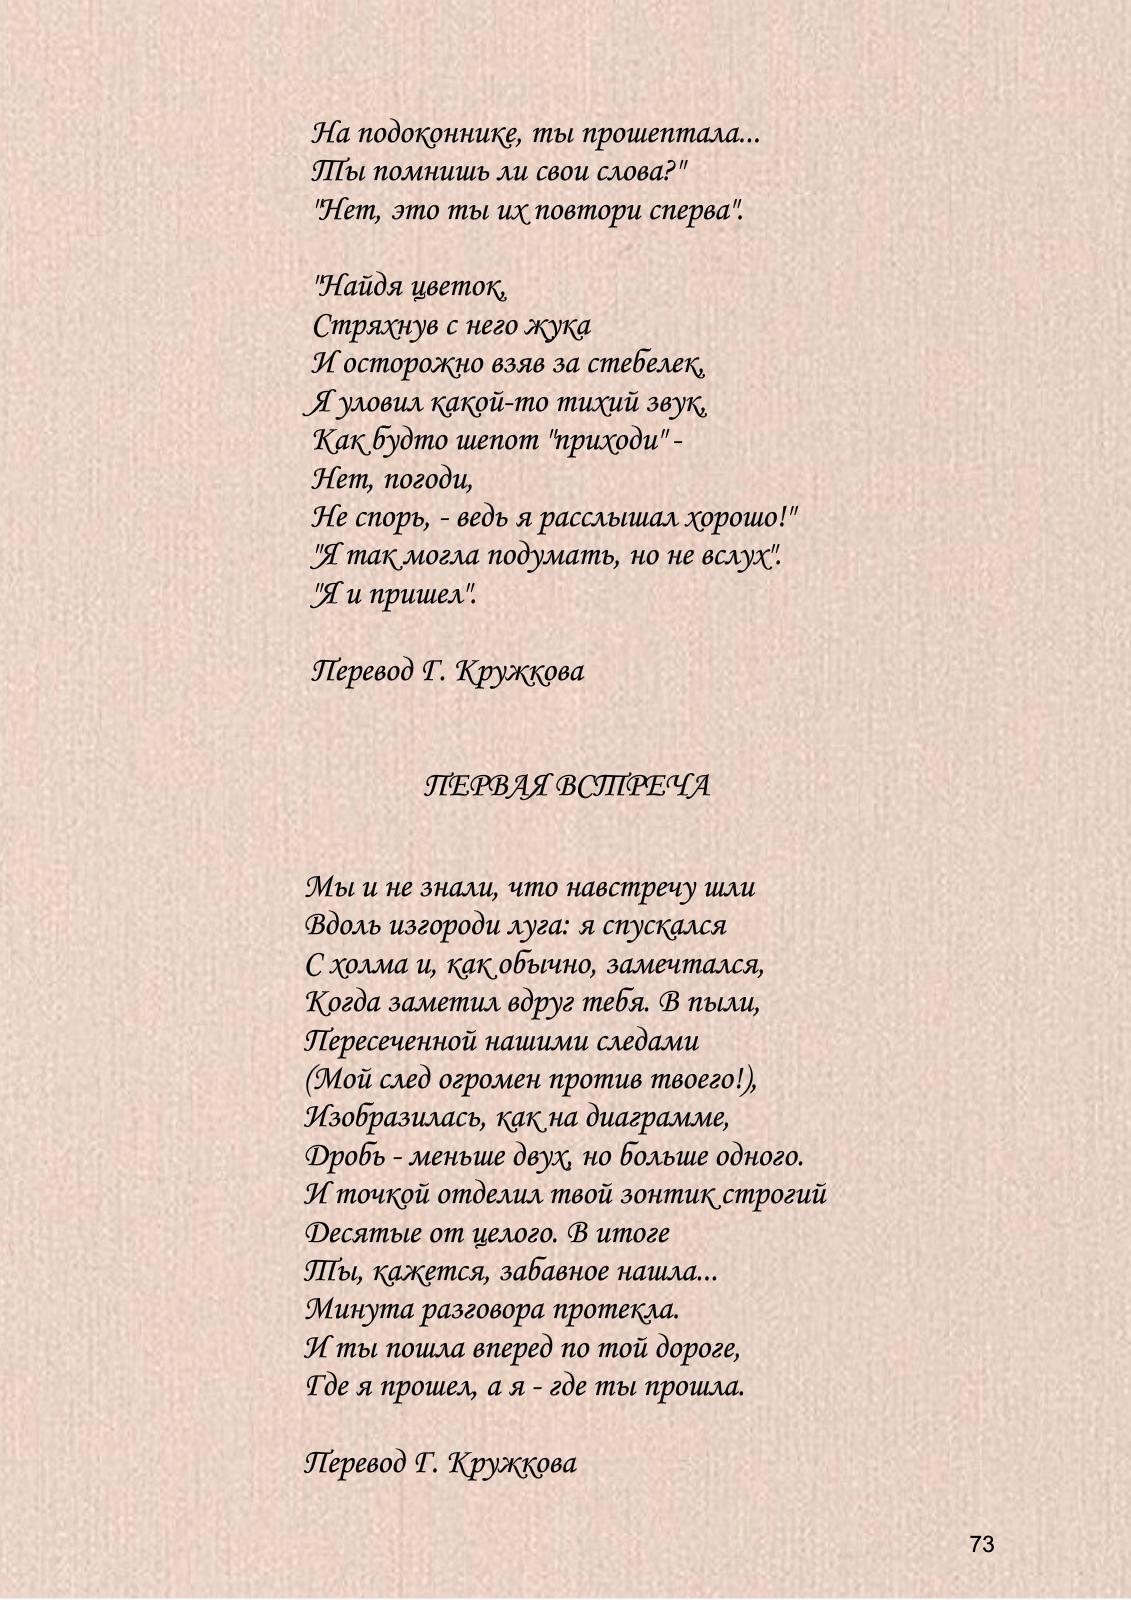 На подоконнике, ты прошептала...
Ты помнишь ли свои слова?"
"Нет, это ты их повтори сперва".
"Найдя цветок,
Стряхнув с него жука
И осторожно взяв за стебелек,
Я уловил какой-то тихий звук,
Как будто шепот "приходи" -
Нет, погоди,
Не спорь, - ведь я расслышал хорошо!"
"Я так могла подумать, но не вслух".
"Я и пришел".
Перевод Г. Кружкова
ПЕРВАЯ ВСТРЕЧА
Мы и не знали, что навстречу шли
Вдоль изгороди луга: я спускался
С холма и, как обычно, замечтался,
Когда заметил вдруг тебя. В пыли,
Пересеченной нашими следами
(Мой след огромен против твоего!),
Изобразилась, как на диаграмме,
Дробь - меньше двух, но больше одного.
И точкой отделил твой зонтик строгий
Десятые от целого. В итоге
Ты, кажется, забавное нашла...
Минута разговора протекла.
И ты пошла вперед по той дороге,
Где я прошел, а я - где ты прошла.
Перевод Г. Кружкова
73